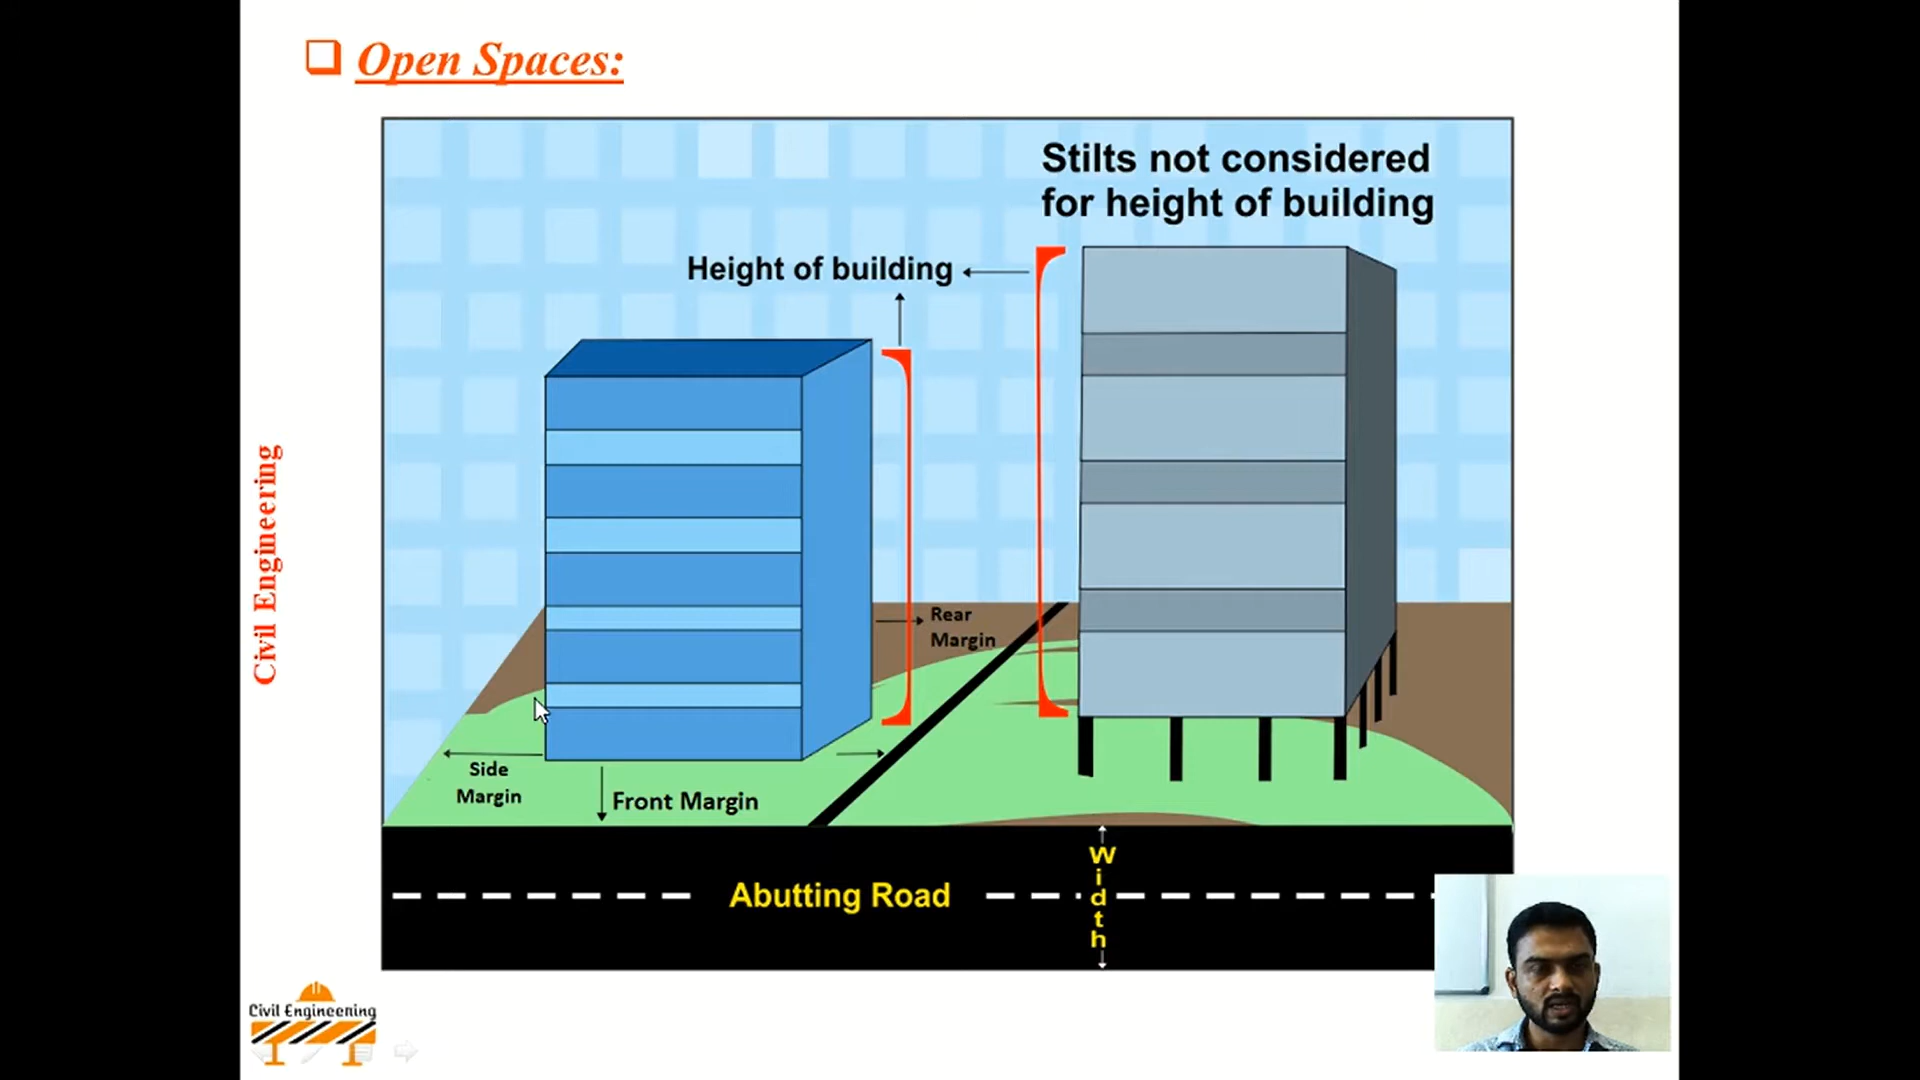 Open Spaces:
Stilts not considered
for height of building
Height of building
Rear
Margin
Side
Margin
Front Margin
Abutting Road
Width
Civil Engineering
Civil Engineering